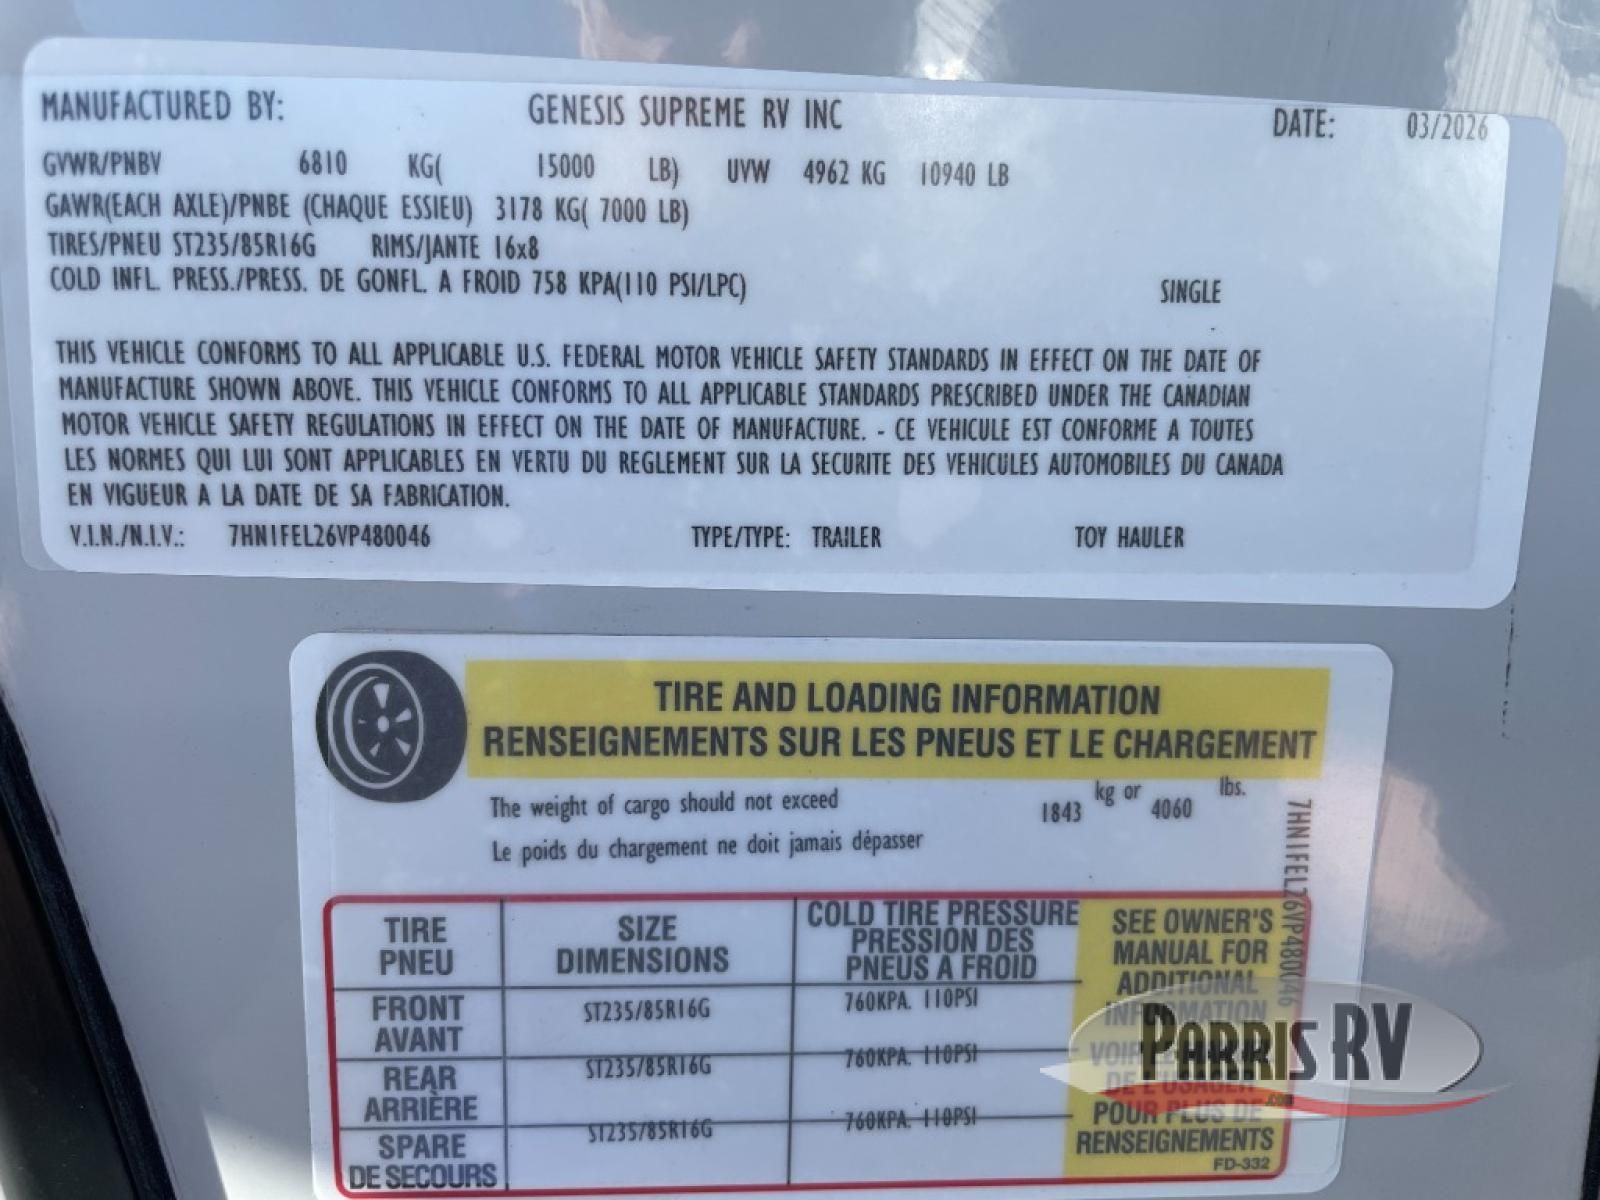 MANUFACTURED BY: GENESIS SUPREME RV INC DATE: 03/2026
GVWR/PNBV 6810 KG( 15000 LB) UVW 4962 KG 10940 LB
GAWR(EACH AXLE)/PNBE (CHAQUE ESSIEU) 3178 KG( 7000 LB)
TIRES/PNEU ST235/85R16G RIMS/JANTE 16x8
COLD INFL. PRESS./PRESS. DE GONFL. A FROID 758 KPA(110 PSI/LPC) SINGLE
THIS VEHICLE CONFORMS TO ALL APPLICABLE U.S. FEDERAL MOTOR VEHICLE SAFETY STANDARDS IN EFFECT ON THE DATE OF
MANUFACTURE SHOWN ABOVE. THIS VEHICLE CONFORMS TO ALL APPLICABLE STANDARDS PRESCRIBED UNDER THE CANADIAN
MOTOR VEHICLE SAFETY REGULATIONS IN EFFECT ON THE DATE OF MANUFACTURE. - CE VEHICULE EST CONFORME A TOUTES
LES NORMES QUI LUI SONT APPLICABLES EN VERTU DU REGLEMENT SUR LA SECURITE DES VEHICULES AUTOMOBILES DU CANADA
EN VIGUEUR A LA DATE DE SA FABRICATION.
V.I.N./N.I.V.: 7HN1FEL26VP480046 TYPE/TYPE: TRAILER TOY HAULER
TIRE AND LOADING INFORMATION
RENSEIGNEMENTS SUR LES PNEUS ET LE CHARGEMENT
The weight of cargo should not exceed 1843 kg or 4060 lbs.
Le poids du chargement ne doit jamais dépasser
7HN1FEL26VP480046
TIRE
PNEU
SIZE
DIMENSIONS
COLD TIRE PRESSURE
PRESSION DES
PNEUS A FROID
FRONT
AVANT
ST235/85R16G
760KPA. 110PSI
REAR
ARRIÈRE
ST235/85R16G
760KPA. 110PSI
SPARE
DE SECOURS
ST235/85R16G
760KPA. 110PSI
SEE OWNER'S
MANUAL FOR
ADDITIONAL
INFORMATION
VOIR
DE L'USAGER
POUR PLUS DE
RENSEIGNEMENTS
FD-332
PARRIS RV
.com